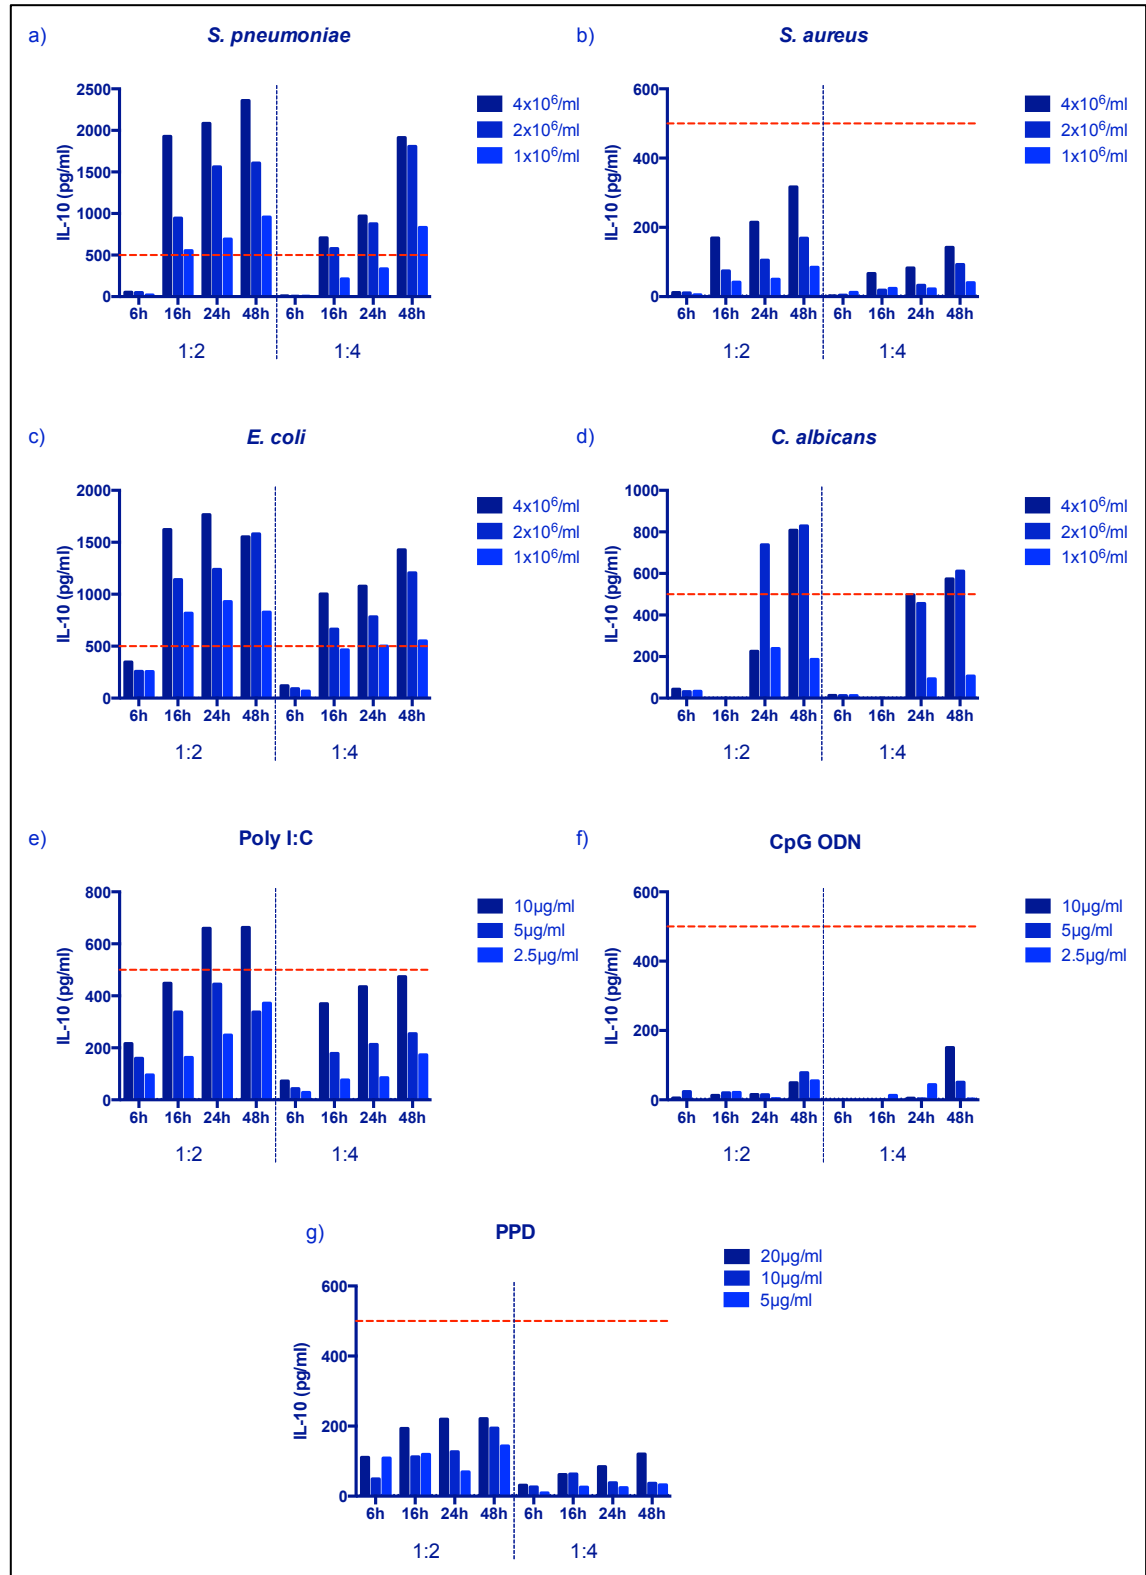 a)
S. pneumoniae
IL-10 (pg/ml)
2500
2000
1500
1000
500
0
6h 16h 24h 48h 6h 16h 24h 48h
1:2 1:4
4x10⁶/ml
2x10⁶/ml
1x10⁶/ml
b)
S. aureus
IL-10 (pg/ml)
600
400
200
0
6h 16h 24h 48h 6h 16h 24h 48h
1:2 1:4
4x10⁶/ml
2x10⁶/ml
1x10⁶/ml
c)
E. coli
IL-10 (pg/ml)
2000
1500
1000
500
0
6h 16h 24h 48h 6h 16h 24h 48h
1:2 1:4
4x10⁶/ml
2x10⁶/ml
1x10⁶/ml
d)
C. albicans
IL-10 (pg/ml)
1000
800
600
400
200
0
6h 16h 24h 48h 6h 16h 24h 48h
1:2 1:4
4x10⁶/ml
2x10⁶/ml
1x10⁶/ml
e)
Poly I:C
IL-10 (pg/ml)
800
600
400
200
0
6h 16h 24h 48h 6h 16h 24h 48h
1:2 1:4
10µg/ml
5µg/ml
2.5µg/ml
f)
CpG ODN
IL-10 (pg/ml)
600
400
200
0
6h 16h 24h 48h 6h 16h 24h 48h
1:2 1:4
10µg/ml
5µg/ml
2.5µg/ml
g)
PPD
IL-10 (pg/ml)
600
400
200
0
6h 16h 24h 48h 6h 16h 24h 48h
1:2 1:4
20µg/ml
10µg/ml
5µg/ml